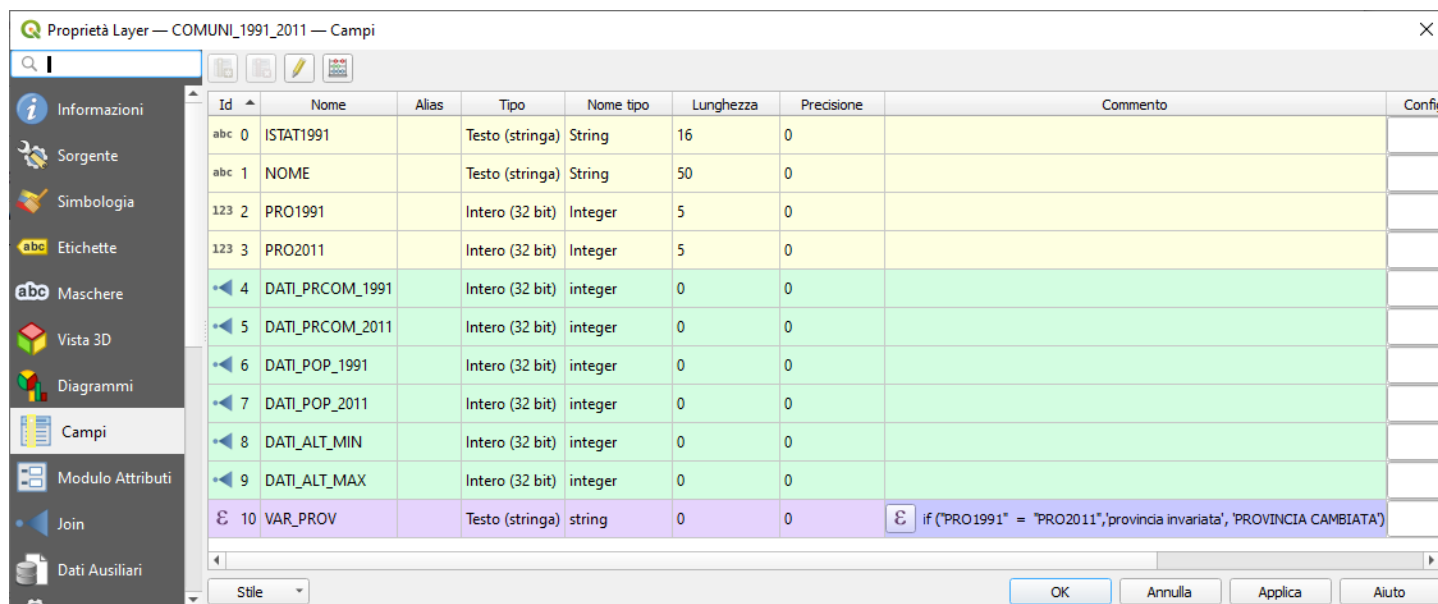 Proprietà Layer — COMUNI_1991_2011 — Campi
Informazioni
Sorgente
Simbologia
abc Etichette
abc Maschere
Vista 3D
Diagrammi
Campi
Modulo Attributi
Join
Dati Ausiliari
Id Nome Alias Tipo Nome tipo Lunghezza Precisione Commento Config
abc 0 ISTAT1991 Testo (stringa) String 16 0
abc 1 NOME Testo (stringa) String 50 0
123 2 PRO1991 Intero (32 bit) Integer 5 0
123 3 PRO2011 Intero (32 bit) Integer 5 0
4 DATI_PRCOM_1991 Intero (32 bit) integer 0 0
5 DATI_PRCOM_2011 Intero (32 bit) integer 0 0
6 DATI_POP_1991 Intero (32 bit) integer 0 0
7 DATI_POP_2011 Intero (32 bit) integer 0 0
8 DATI_ALT_MIN Intero (32 bit) integer 0 0
9 DATI_ALT_MAX Intero (32 bit) integer 0 0
ε 10 VAR_PROV Testo (stringa) string 0 0 ε if ("PRO1991" = "PRO2011",'provincia invariata', 'PROVINCIA CAMBIATA')
Stile OK Annulla Applica Aiuto